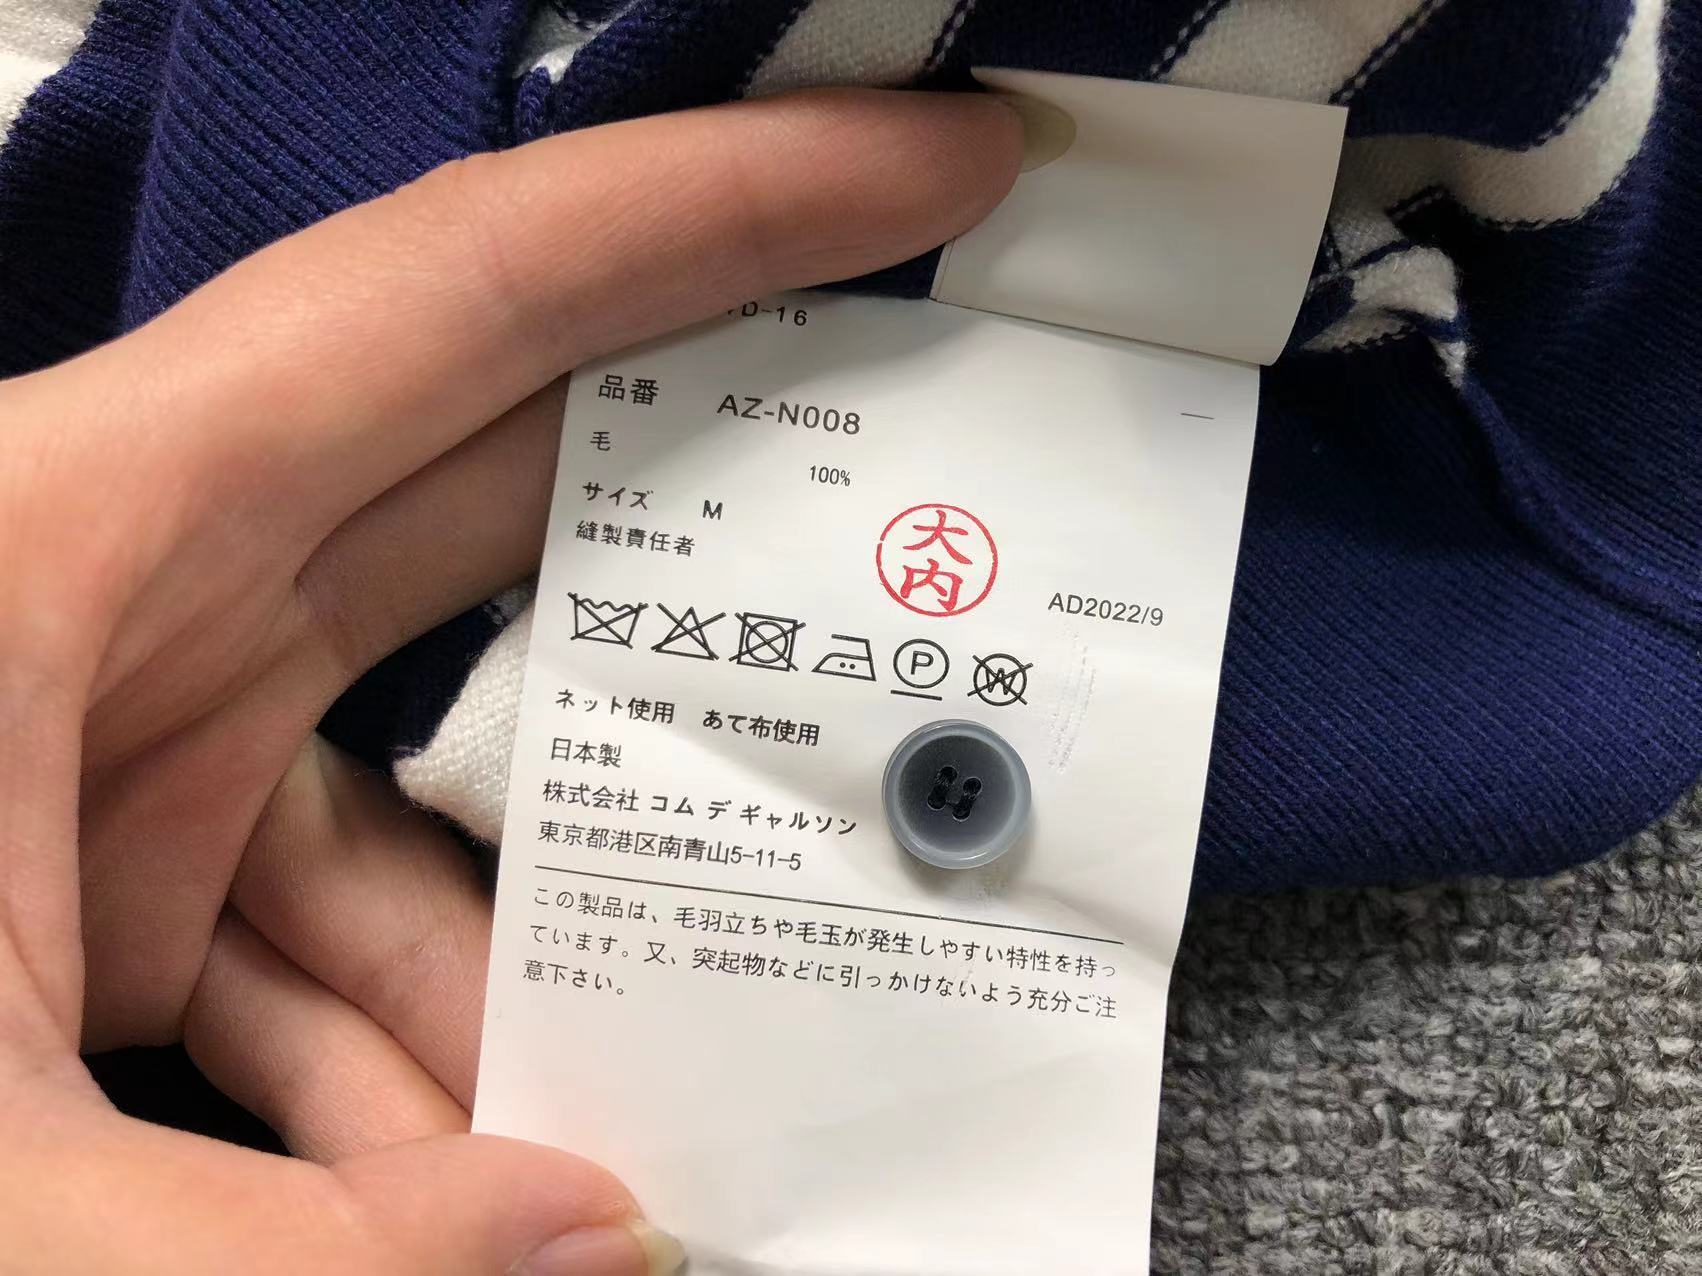 D-16
品番 AZ-N008
毛 100%
サイズ M
縫製責任者
大内
AD2022/9
P
W
ネット使用 あて布使用
日本製
株式会社 コム デ ギャルソン
東京都港区南青山5-11-5
この製品は、毛羽立ちや毛玉が発生しやすい特性を持っ
ています。又、突起物などに引っかけないよう充分ご注
意下さい。